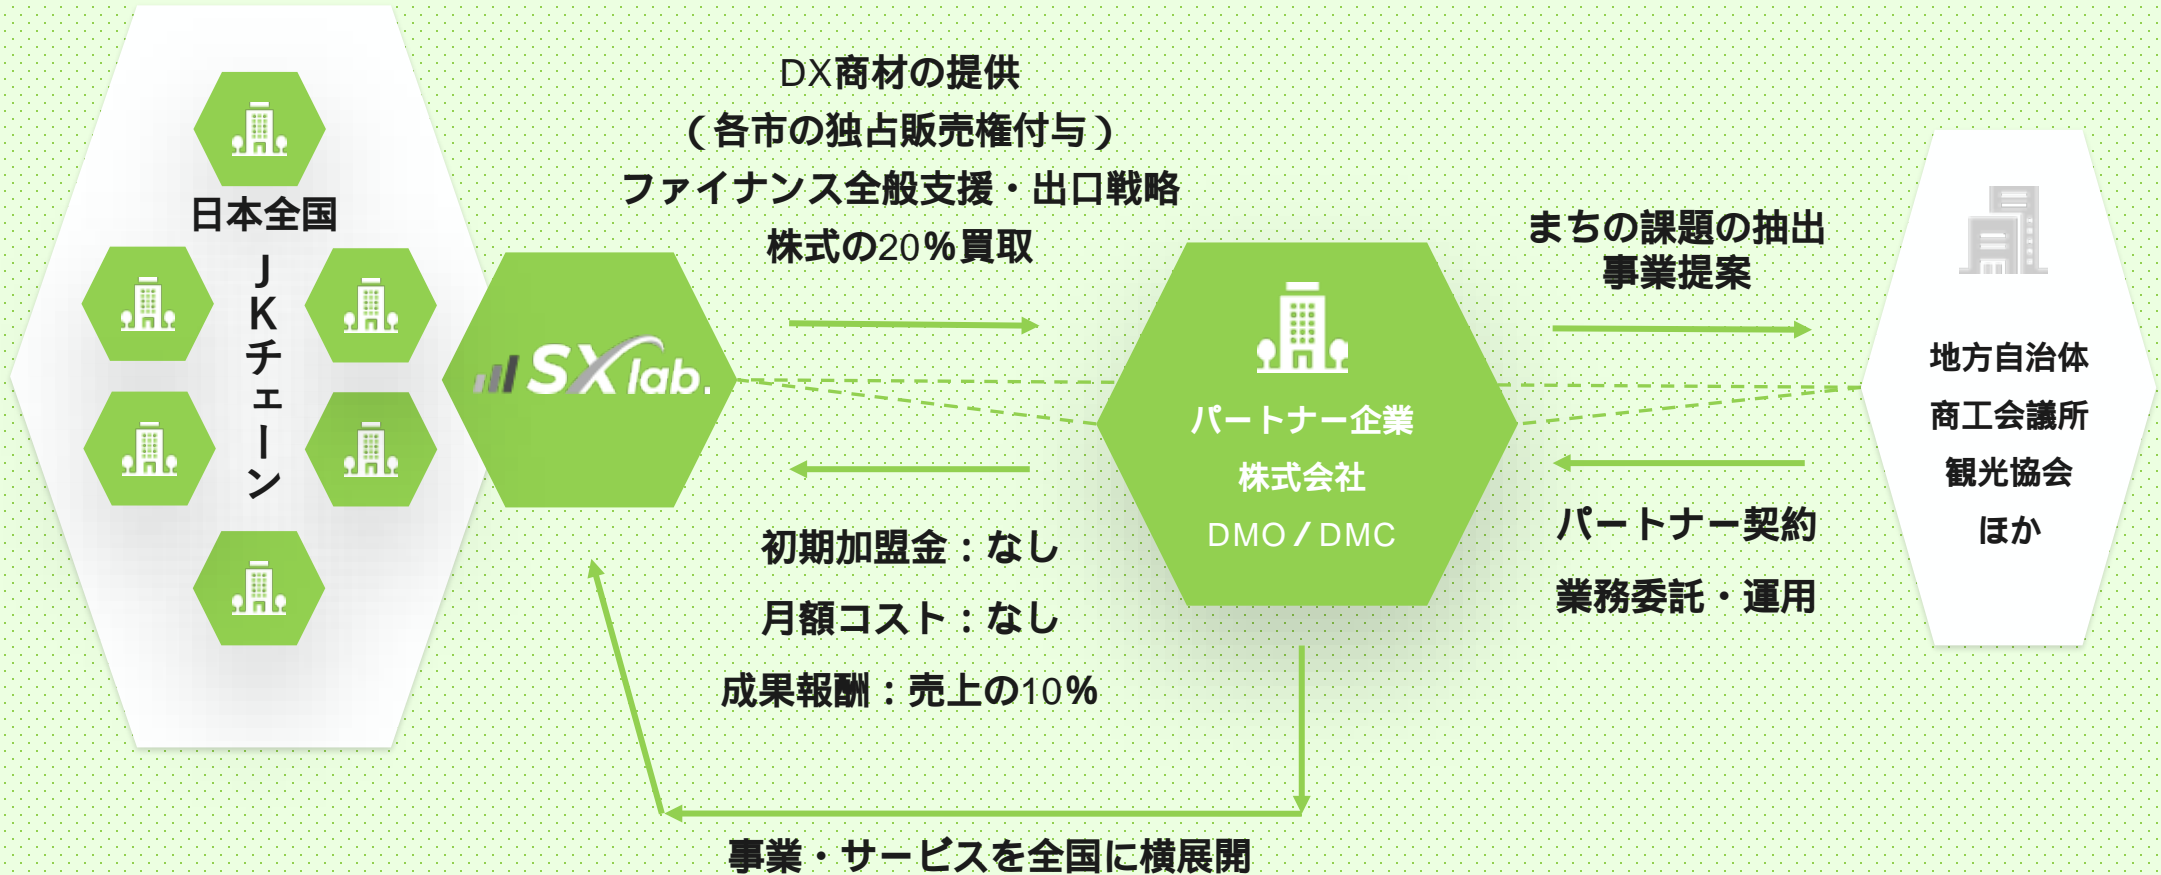 日本全国
JKチェーン
SX lab.
DX商材の提供
（各市の独占販売権付与）
ファイナンス全般支援・出口戦略
株式の20％買取
初期加盟金：なし
月額コスト：なし
成果報酬：売上の10％
パートナー企業
株式会社
DMO／DMC
まちの課題の抽出
事業提案
パートナー契約
業務委託・運用
地方自治体
商工会議所
観光協会
ほか
事業・サービスを全国に横展開